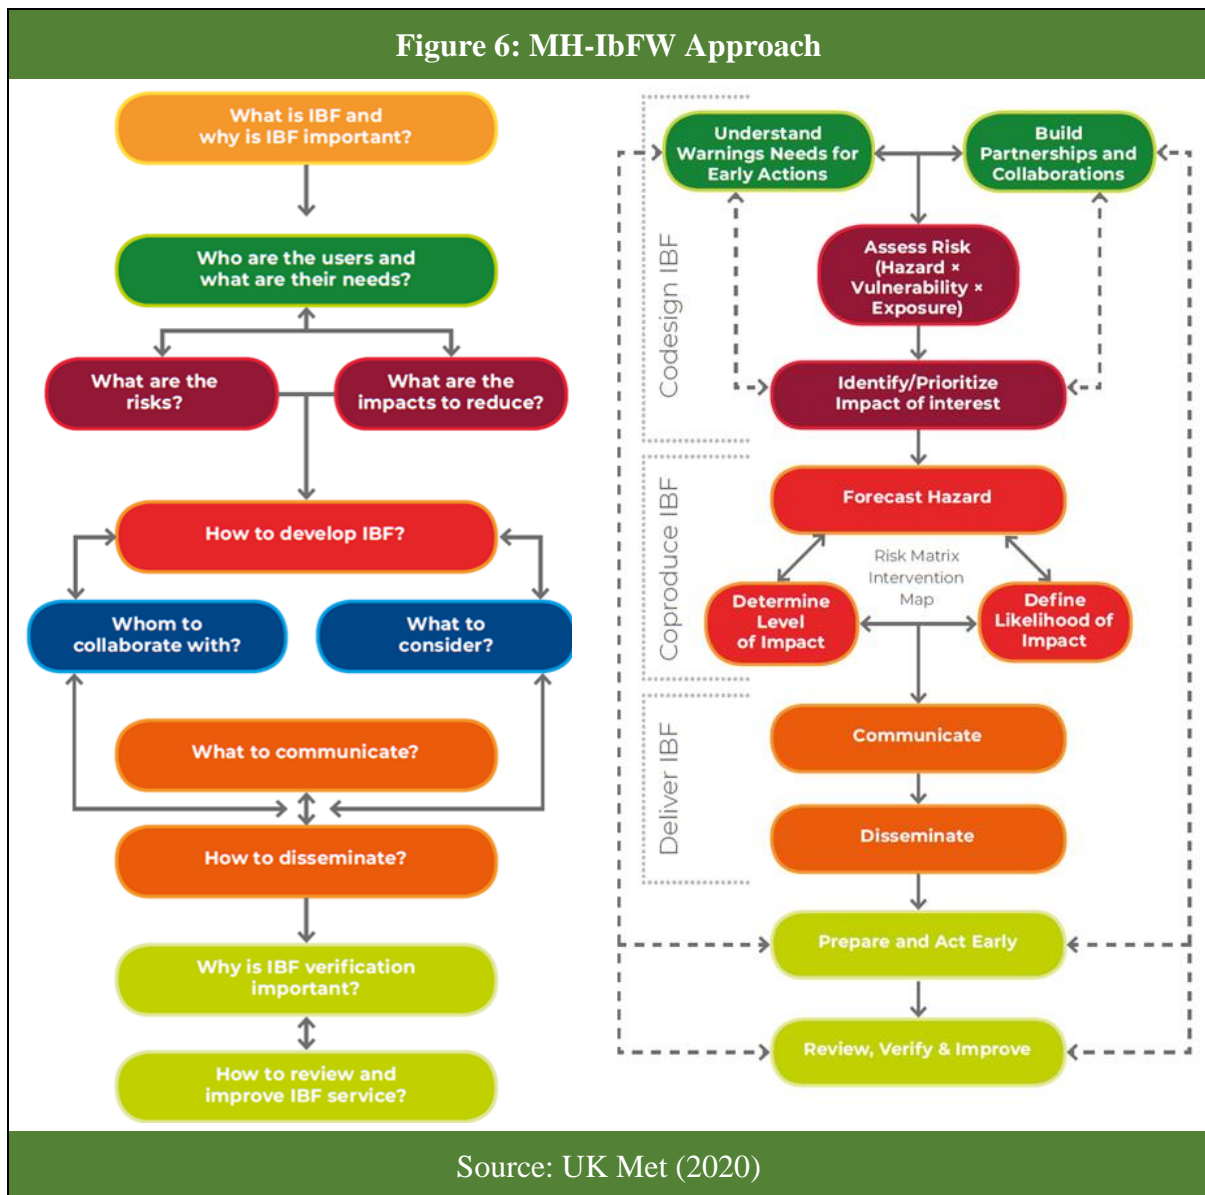 Figure 6: MH-IbFW Approach
What is IBF and
why is IBF important?
Who are the users and
what are their needs?
What are the
risks?
What are the
impacts to reduce?
How to develop IBF?
Whom to
collaborate with?
What to
consider?
What to communicate?
How to disseminate?
Why is IBF verification
important?
How to review and
improve IBF service?
Codesign IBF
Understand
Warnings Needs for
Early Actions
Build
Partnerships and
Collaborations
Assess Risk
(Hazard ×
Vulnerability ×
Exposure)
Identify/Prioritize
Impact of interest
Coproduce IBF
Forecast Hazard
Risk Matrix
Intervention
Map
Determine
Level
of Impact
Define
Likelihood of
Impact
Deliver IBF
Communicate
Disseminate
Prepare and Act Early
Review, Verify & Improve
Source: UK Met (2020)